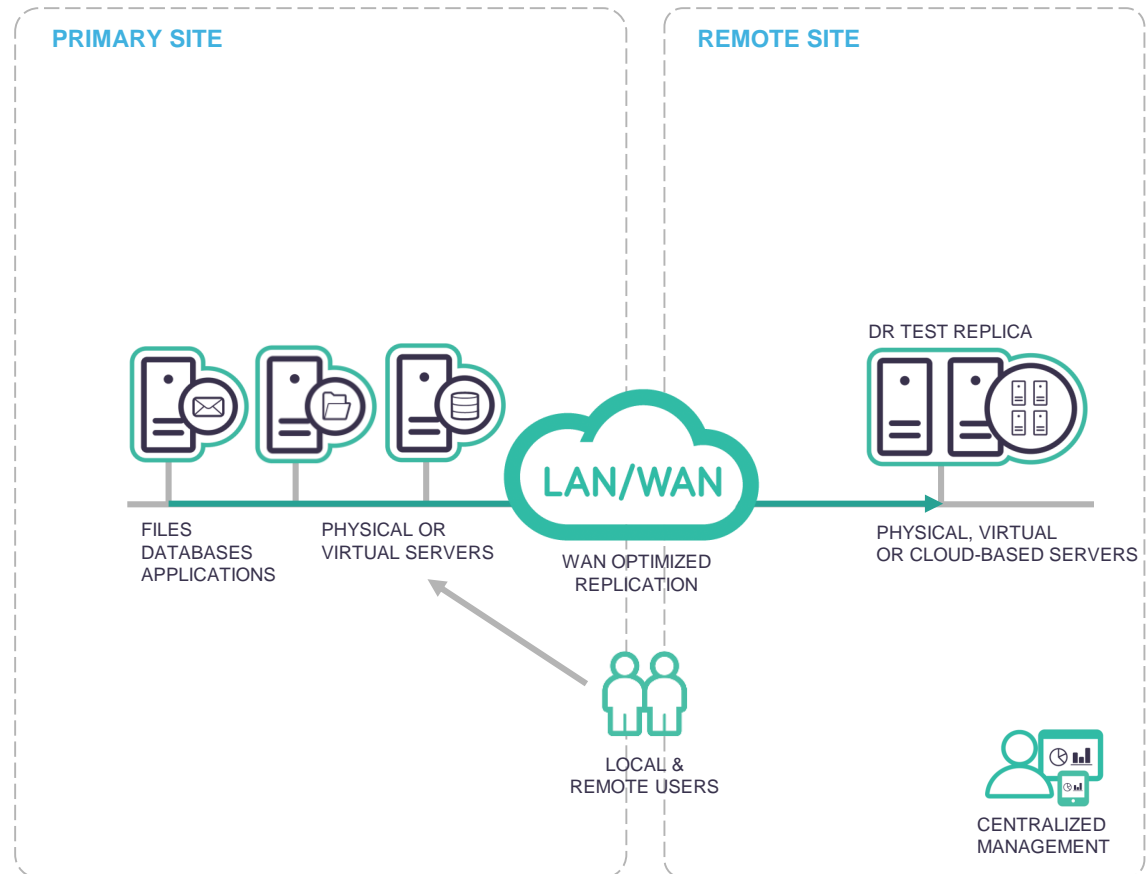 PRIMARY SITE
REMOTE SITE
DR TEST REPLICA
LAN/WAN
FILES
DATABASES
APPLICATIONS
PHYSICAL OR
VIRTUAL SERVERS
WAN OPTIMIZED
REPLICATION
PHYSICAL, VIRTUAL
OR CLOUD-BASED SERVERS
LOCAL &
REMOTE USERS
CENTRALIZED
MANAGEMENT